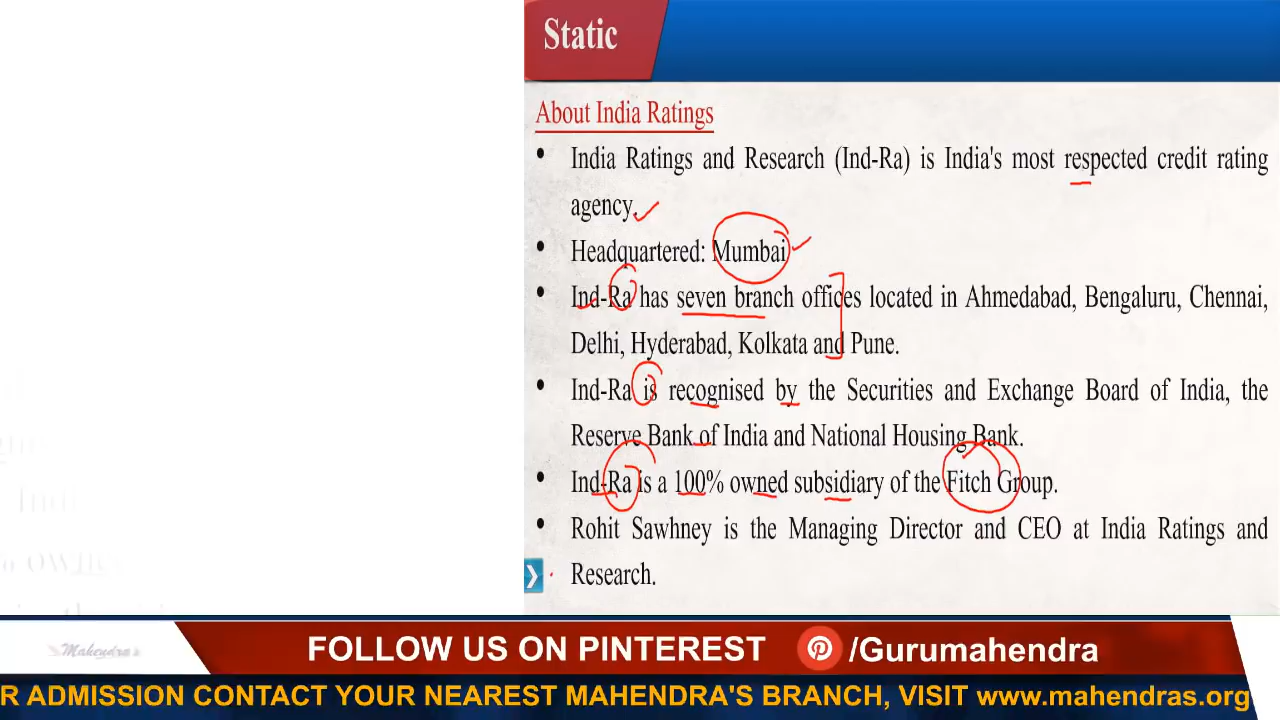 Static
About India Ratings
• India Ratings and Research (Ind-Ra) is India's most respected credit rating
agency.
• Headquartered: Mumbai
• Ind-Ra has seven branch offices located in Ahmedabad, Bengaluru, Chennai,
Delhi, Hyderabad, Kolkata and Pune.
• Ind-Ra is recognised by the Securities and Exchange Board of India, the
Reserve Bank of India and National Housing Bank.
• Ind-Ra is a 100% owned subsidiary of the Fitch Group.
• Rohit Sawhney is the Managing Director and CEO at India Ratings and
Research.
Mahendra's
FOLLOW US ON PINTEREST /Gurumahendra
R ADMISSION CONTACT YOUR NEAREST MAHENDRA'S BRANCH, VISIT www.mahendras.org